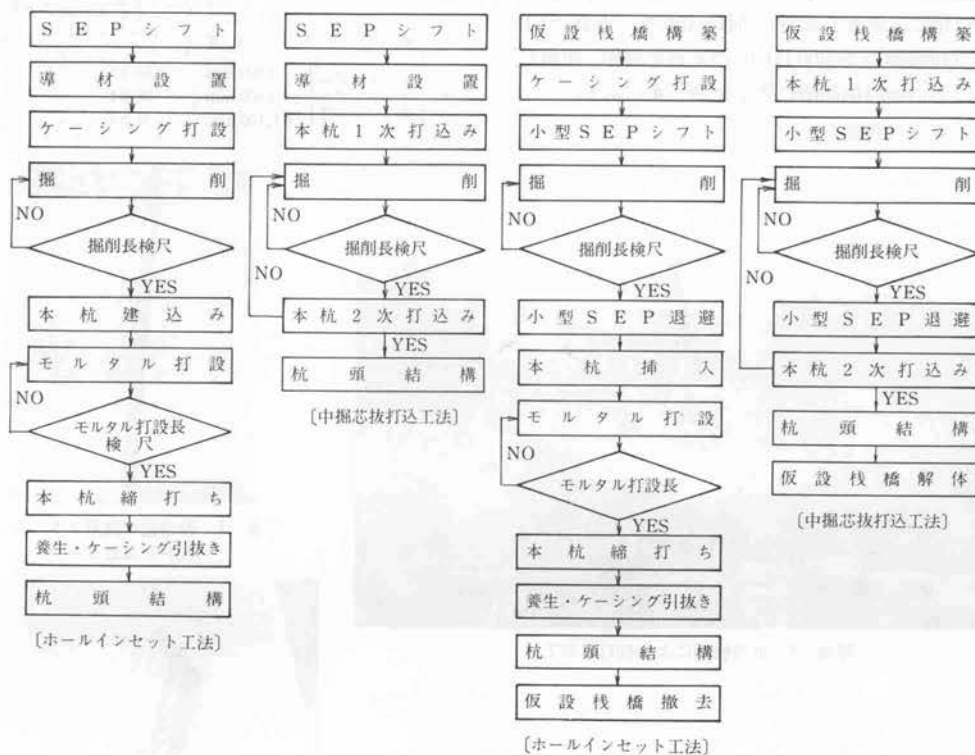 SEPシフト
導材設置
ケーシング打設
掘削
NO
掘削長検尺
YES
本杭建込み
モルタル打設
NO
モルタル打設長
検尺
YES
本杭締打ち
養生・ケーシング引抜き
杭頭結構
〔ホールインセット工法〕
SEPシフト
導材設置
本杭1次打込み
掘削
NO
掘削長検尺
NO
YES
本杭2次打込み
YES
杭頭結構
〔中掘芯抜打込工法〕
仮設桟橋構築
ケーシング打設
小型SEPシフト
掘削
NO
掘削長検尺
YES
小型SEP退避
本杭挿入
モルタル打設
NO
モルタル打設長
YES
本杭締打ち
養生・ケーシング引抜き
杭頭結構
仮設桟橋撤去
〔ホールインセット工法〕
仮設桟橋構築
本杭1次打込み
小型SEPシフト
掘削
NO
掘削長検尺
NO
YES
小型SEP退避
本杭2次打込み
YES
杭頭結構
仮設桟橋解体
〔中掘芯抜打込工法〕